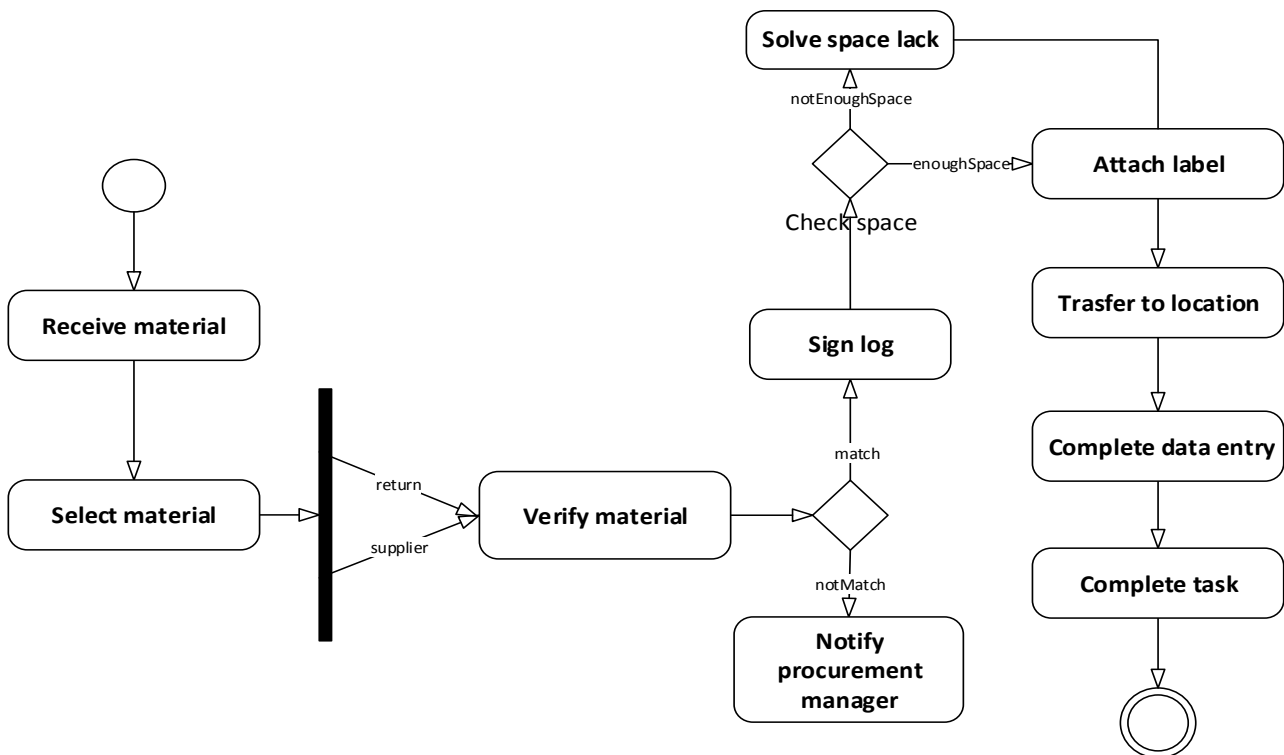 Solve space lack
notEnoughSpace
enoughSpace
Attach label
Check space
Receive material
Trasfer to location
Sign log
match
Complete data entry
return
Select material
Verify material
supplier
notMatch
Complete task
Notify
procurement
manager